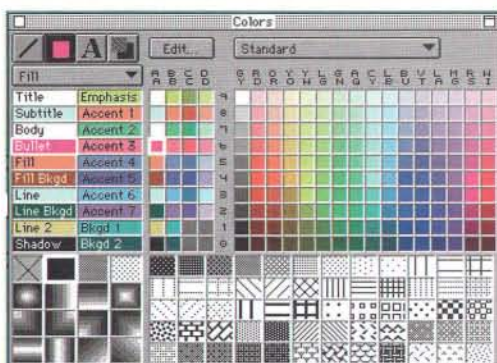 Colors
A
Edit...
Standard
Fill
A B C D
A B C D
G R O Y Y L G A C L B V L M R W
Title Emphasis
Subtitle Accent 1
Body Accent 2
Bullet Accent 3
Fill Accent 4
Fill Bkgd Accent 5
Line Accent 6
Line Bkgd Accent 7
Line 2 Bkgd 1
Shadow Bkgd 2
9
8
7
6
5
4
3
2
1
0